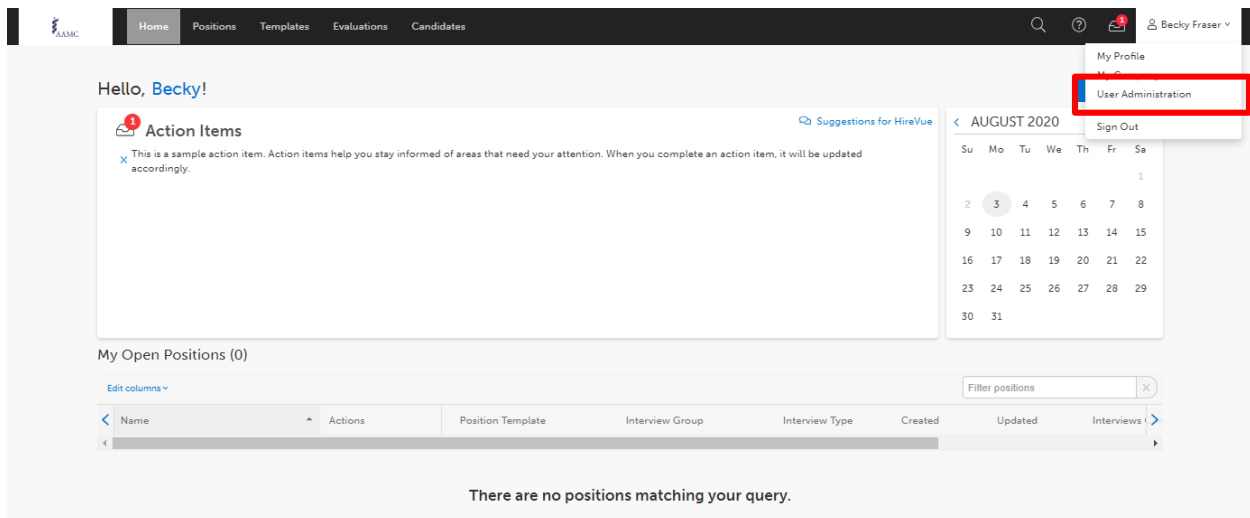 AAMC
Home Positions Templates Evaluations Candidates
1
Becky Fraser
My Profile
User Administration
Sign Out
Hello, Becky!
1
Action Items
Suggestions for HireVue
This is a sample action item. Action items help you stay informed of areas that need your attention. When you complete an action item, it will be updated
accordingly.
AUGUST 2020
Su Mo Tu We Th Fr Sa
1
2 3 4 5 6 7 8
9 10 11 12 13 14 15
16 17 18 19 20 21 22
23 24 25 26 27 28 29
30 31
My Open Positions (0)
Edit columns
Filter positions
Name Actions Position Template Interview Group Interview Type Created Updated Interviews
There are no positions matching your query.